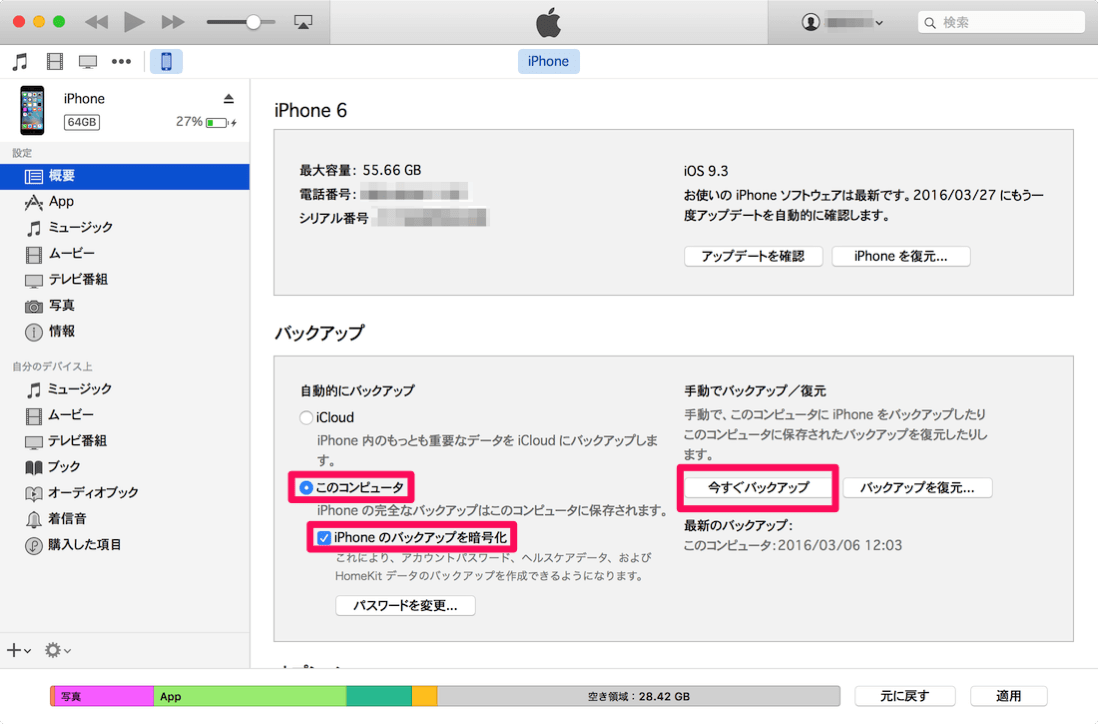 検索
iPhone
iPhone
64GB
27%
設定
概要
App
ミュージック
ムービー
テレビ番組
写真
情報
自分のデバイス上
ミュージック
ムービー
テレビ番組
ブック
オーディオブック
着信音
購入した項目
iPhone 6
最大容量: 55.66 GB
電話番号:
シリアル番号
iOS 9.3
お使いの iPhone ソフトウェアは最新です。2016/03/27 にもう一
度アップデートを自動的に確認します。
アップデートを確認
iPhone を復元...
バックアップ
自動的にバックアップ
iCloud
iPhone 内のもっとも重要なデータを iCloud にバックアップしま
す。
このコンピュータ
iPhone の完全なバックアップはこのコンピュータに保存されます。
iPhone のバックアップを暗号化
これにより、アカウントパスワード、ヘルスケアデータ、および
HomeKit データのバックアップを作成できるようになります。
パスワードを変更...
手動でバックアップ／復元
手動で、このコンピュータに iPhone をバックアップしたり
このコンピュータに保存されたバックアップを復元したりし
ます。
今すぐバックアップ
バックアップを復元...
最新のバックアップ:
このコンピュータ:2016/03/06 12:03
写真
App
空き領域：28.42 GB
元に戻す
適用